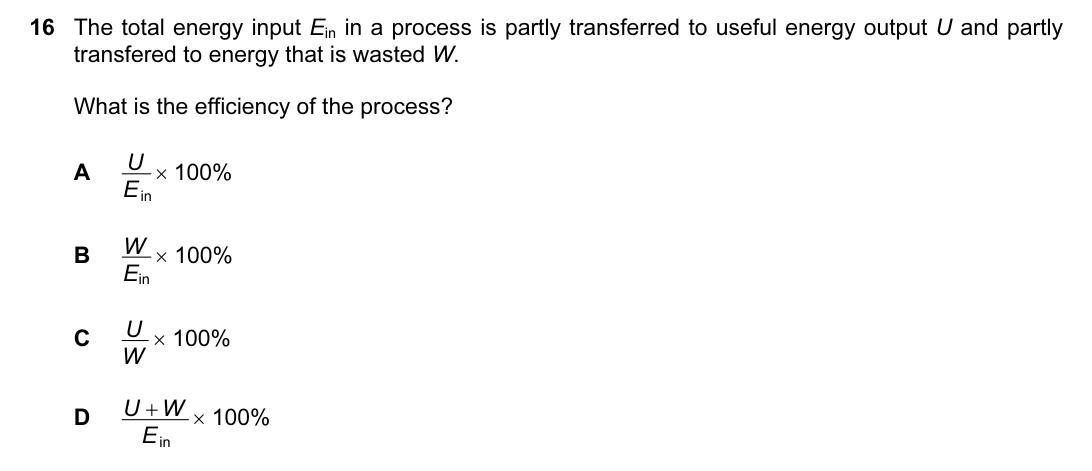 16 The total energy input E_in in a process is partly transferred to useful energy output U and partly
transfered to energy that is wasted W.
What is the efficiency of the process?
A U/E_in × 100%
B W/E_in × 100%
C U/W × 100%
D (U + W)/E_in × 100%